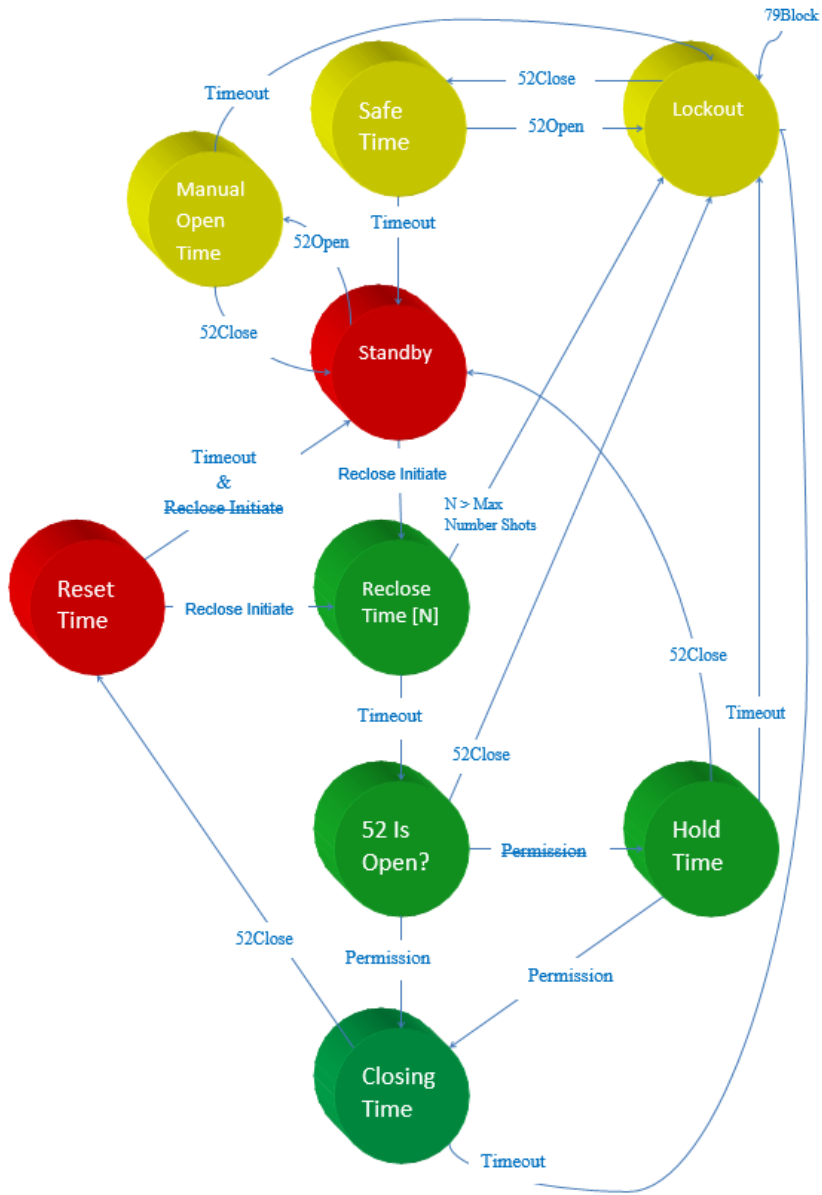 79Block
Timeout
52Close
Safe
Time
Lockout
52Open
Manual
Open
Time
Timeout
52Open
52Close
Standby
Timeout
&
Reclose Initiate
Reclose Initiate
N > Max
Number Shots
Reset
Time
Reclose Initiate
Reclose
Time [N]
52Close
Timeout
Timeout
52Close
52 Is
Open?
Permission
Hold
Time
52Close
Permission
Permission
Closing
Time
Timeout